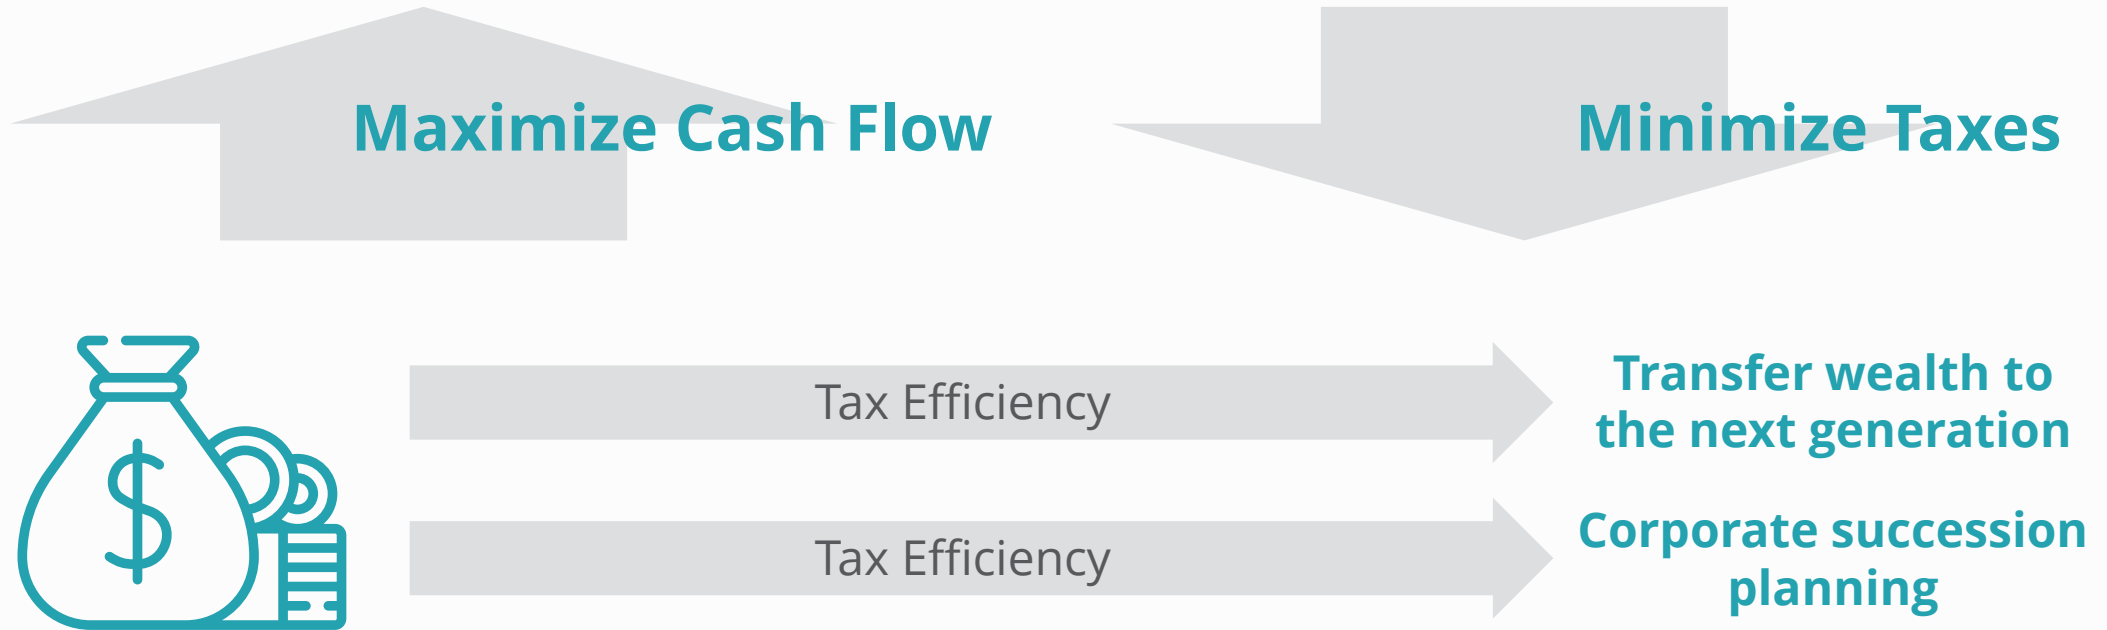 Maximize Cash Flow
Minimize Taxes
$
Tax Efficiency
Transfer wealth to
the next generation
Tax Efficiency
Corporate succession
planning